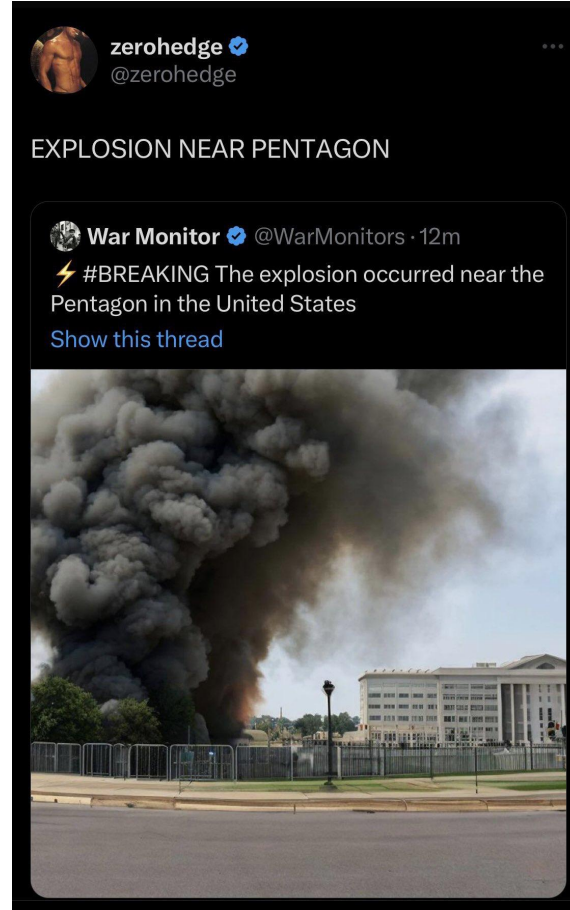 zerohedge
@zerohedge
EXPLOSION NEAR PENTAGON
War Monitor @WarMonitors · 12m
⚡#BREAKING The explosion occurred near the
Pentagon in the United States
Show this thread